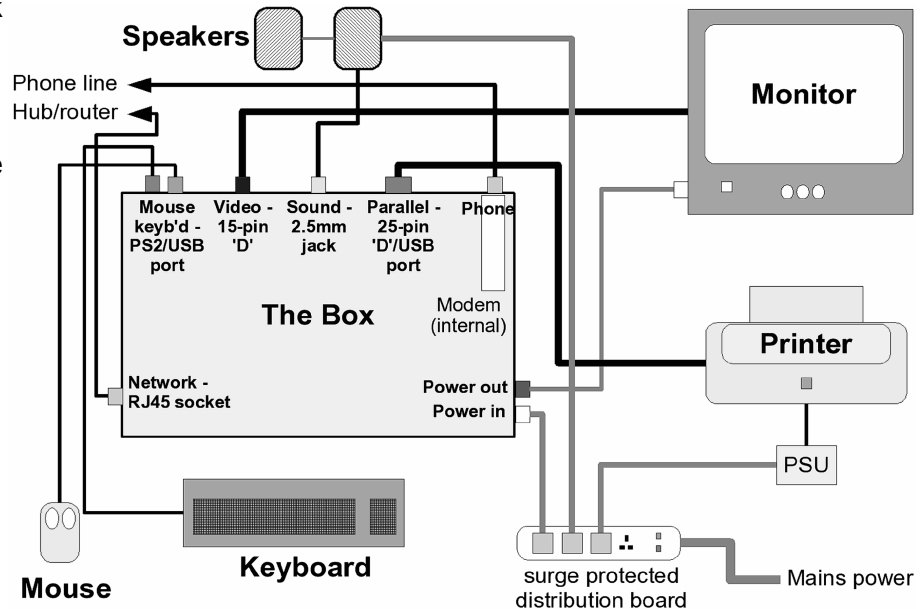 k
Speakers
Phone line
Hub/router
e
Monitor
Mouse
keyb'd -
PS2/USB
port
Video -
15-pin
'D'
Sound -
2.5mm
jack
Parallel -
25-pin
'D'/USB
port
Phone
The Box
Modem
(internal)
Printer
Network -
RJ45 socket
Power out
Power in
PSU
Keyboard
Mouse
surge protected
distribution board
Mains power